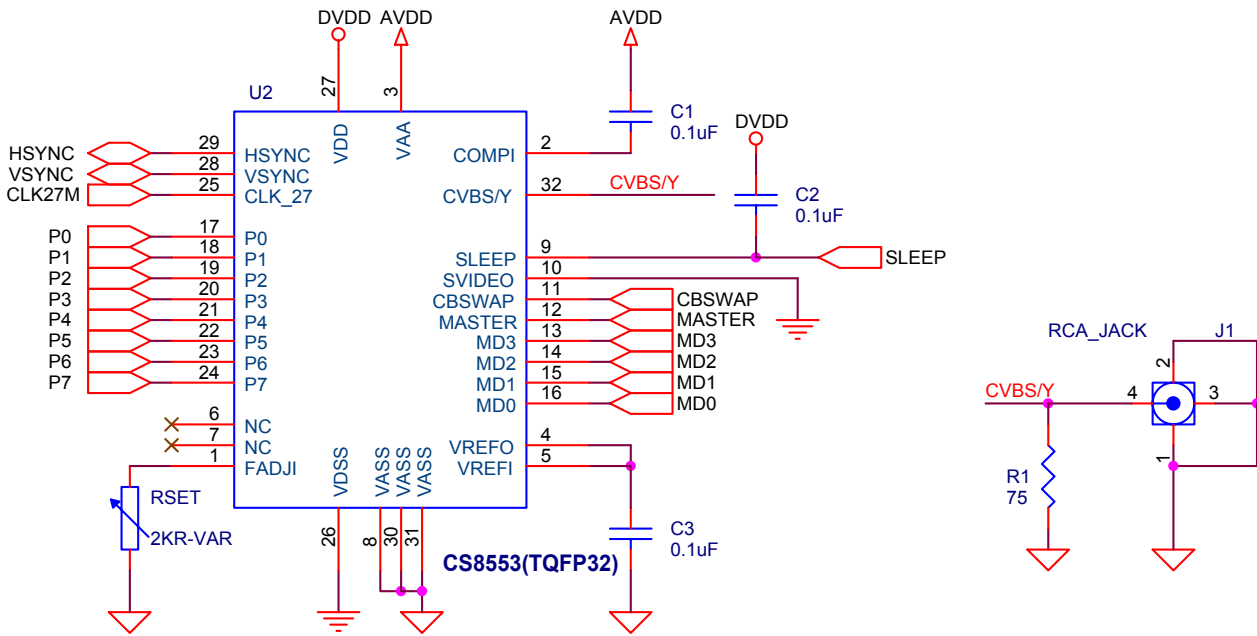 DVDD AVDD AVDD
U2
27
3
VDD
VAA
C1
0.1uF
DVDD
HSYNC 29 HSYNC
VSYNC 28 VSYNC
CLK27M 25 CLK_27
COMPI 2
CVBS/Y 32 CVBS/Y
C2
0.1uF
P0 17 P0
P1 18 P1
P2 19 P2
P3 20 P3
P4 21 P4
P5 22 P5
P6 23 P6
P7 24 P7
6 NC
7 NC
1 FADJI
SLEEP 9 SLEEP
SVIDEO 10
CBSWAP 11 CBSWAP
MASTER 12 MASTER
MD3 13 MD3
MD2 14 MD2
MD1 15 MD1
MD0 16 MD0
VREFO 4
VREFI 5
VDSS
VASS
VASS
VASS
26
8
30
31
RSET
2KR-VAR
C3
0.1uF
CS8553(TQFP32)
RCA_JACK J1
CVBS/Y 4
2
3
1
R1
75